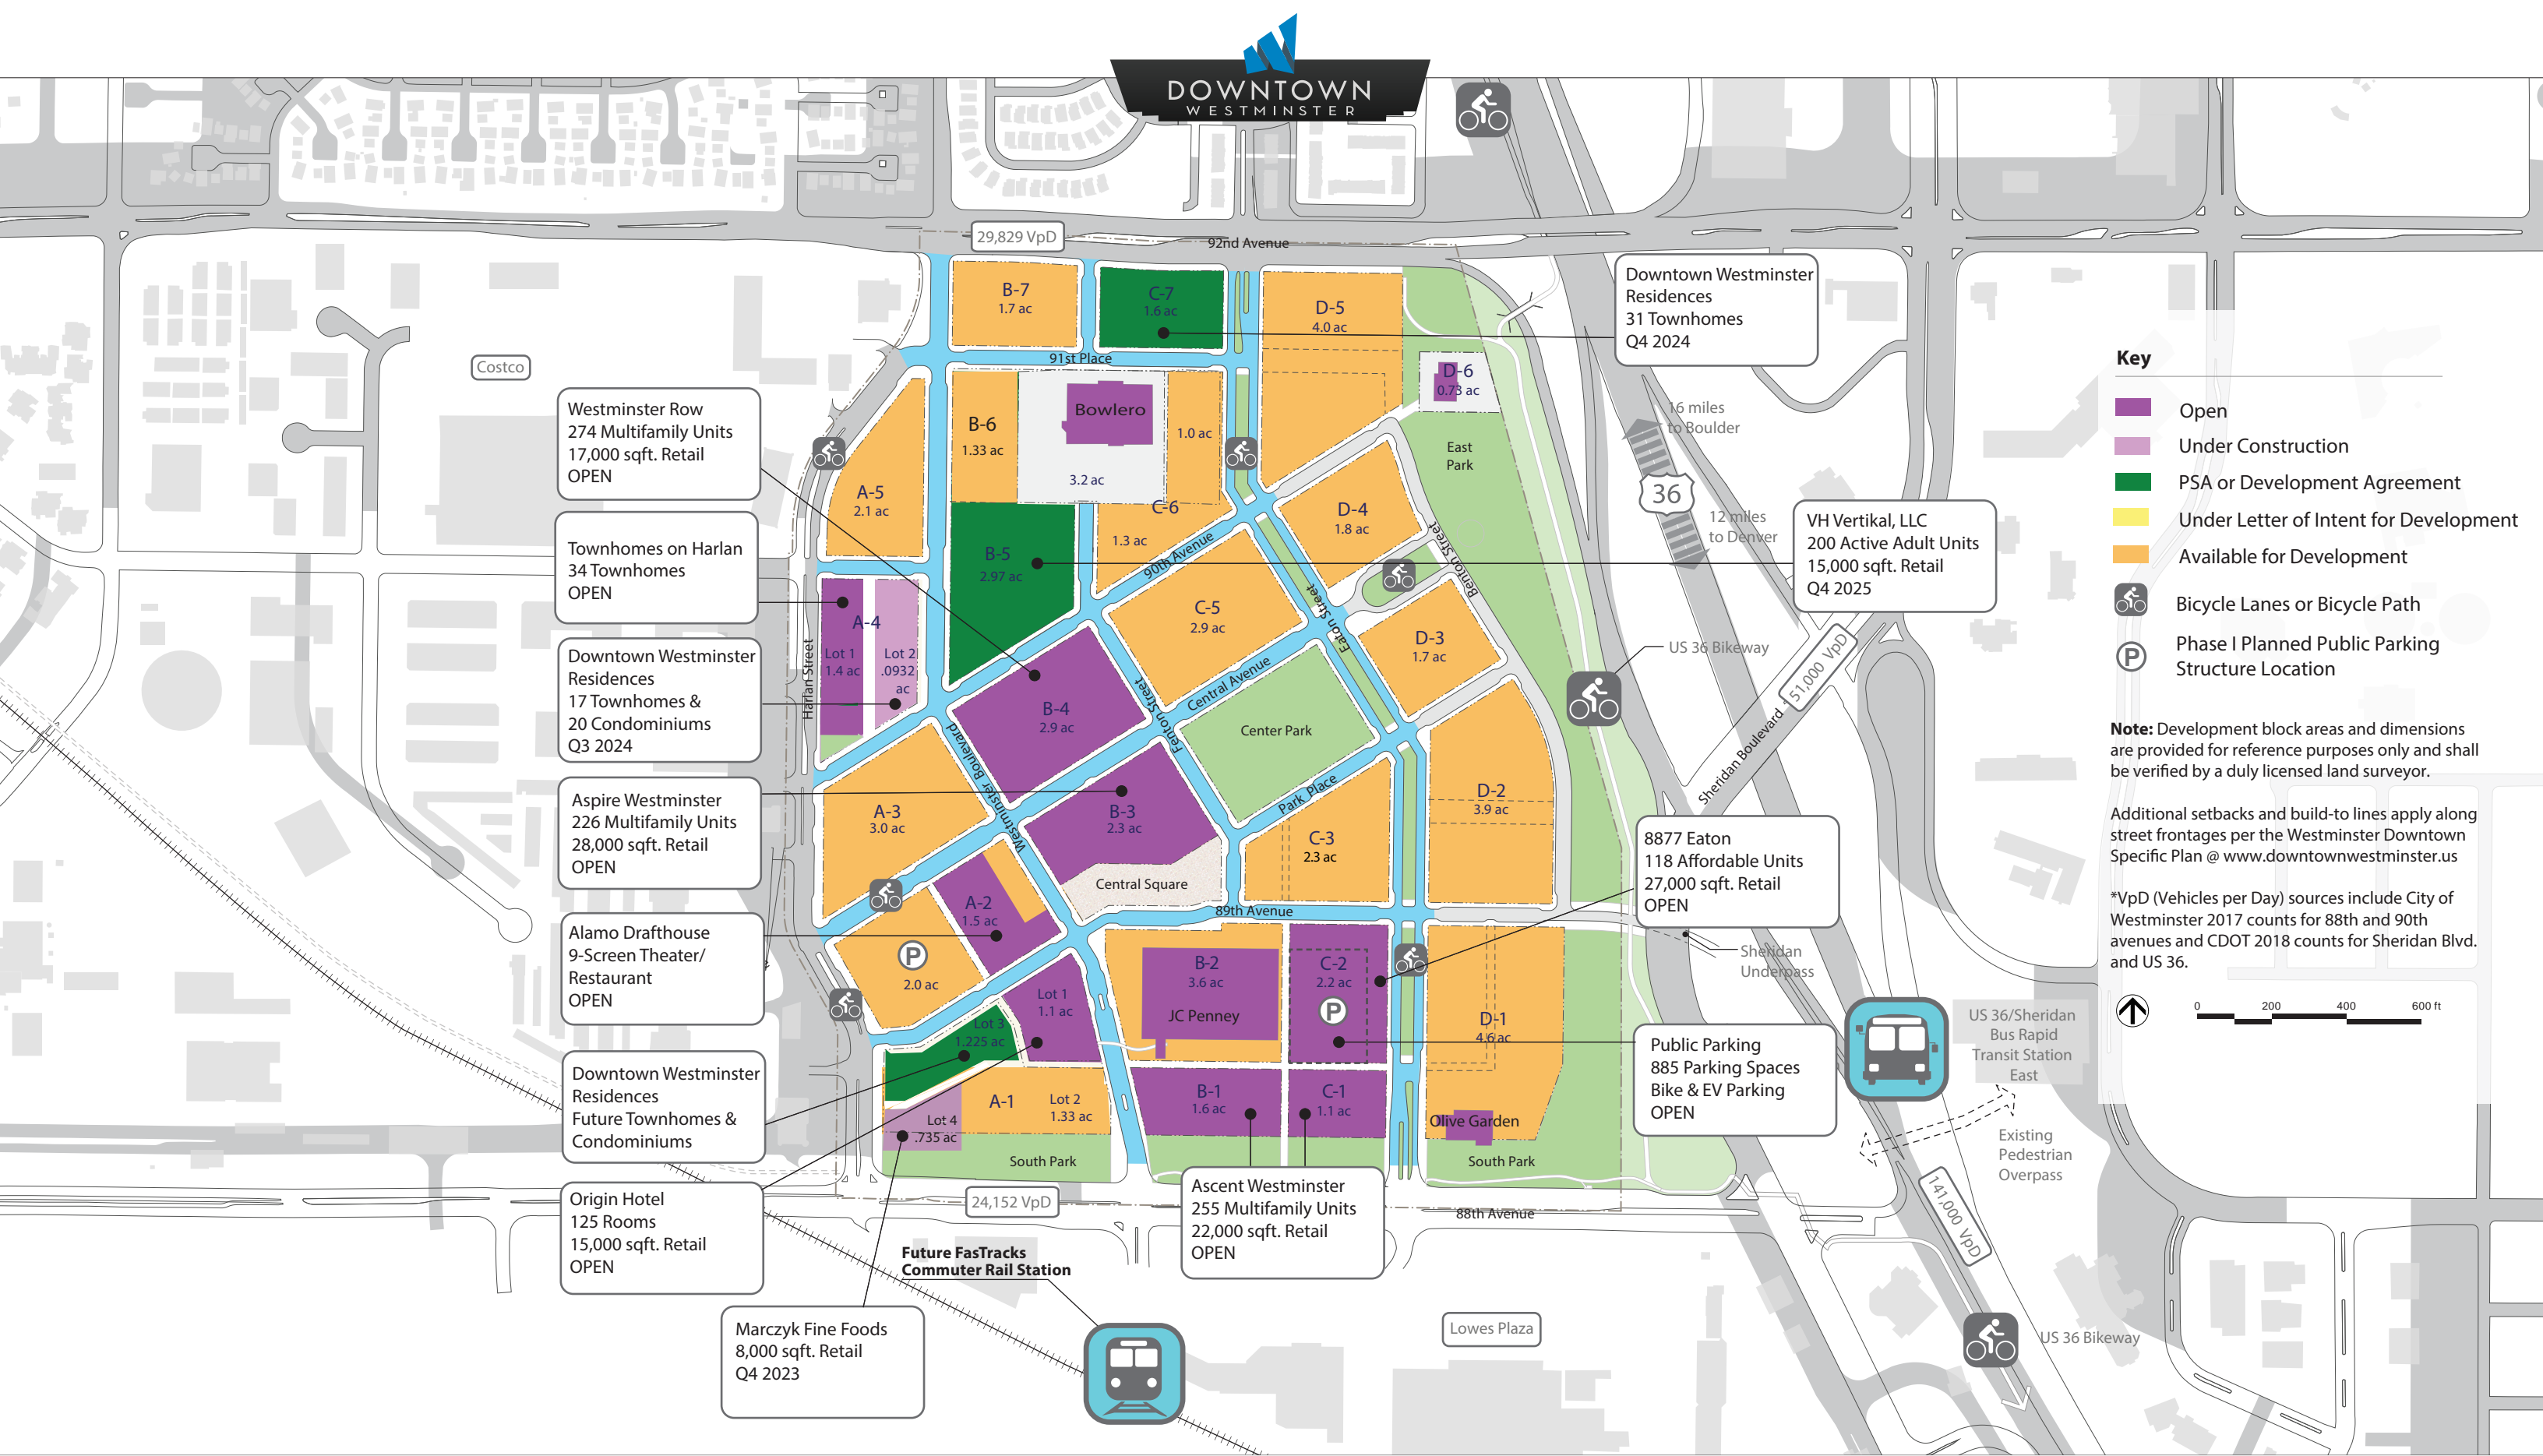 DOWNTOWN
WESTMINSTER
29,829 VpD
92nd Avenue
B-7
1.7 ac
C-7
1.6 ac
D-5
4.0 ac
Downtown Westminster
Residences
31 Townhomes
Q4 2024
91st Place
Costco
D-6
0.73 ac
Key
Open
Under Construction
PSA or Development Agreement
Under Letter of Intent for Development
Available for Development
Bicycle Lanes or Bicycle Path
P
Phase I Planned Public Parking
Structure Location
Note: Development block areas and dimensions
are provided for reference purposes only and shall
be verified by a duly licensed land surveyor.
Additional setbacks and build-to lines apply along
street frontages per the Westminster Downtown
Specific Plan @ www.downtownwestminster.us
*VpD (Vehicles per Day) sources include City of
Westminster 2017 counts for 88th and 90th
avenues and CDOT 2018 counts for Sheridan Blvd.
and US 36.
0 200 400 600 ft
Westminster Row
274 Multifamily Units
17,000 sqft. Retail
OPEN
B-6
1.33 ac
Bowlero
3.2 ac
1.0 ac
C-6
1.3 ac
East
Park
16 miles
to Boulder
36
12 miles
to Denver
A-5
2.1 ac
D-4
1.8 ac
VH Vertikal, LLC
200 Active Adult Units
15,000 sqft. Retail
Q4 2025
Townhomes on Harlan
34 Townhomes
OPEN
B-5
2.97 ac
90th Avenue
Benton Street
Eaton Street
C-5
2.9 ac
D-3
1.7 ac
A-4
Lot 1
1.4 ac
Lot 2
.0932
ac
Harlan Street
US 36 Bikeway
51,000 VpD
Sheridan Boulevard
Downtown Westminster
Residences
17 Townhomes &
20 Condominiums
Q3 2024
B-4
2.9 ac
Fenton Street
Central Avenue
Center Park
Westminster Boulevard
Park Place
Aspire Westminster
226 Multifamily Units
28,000 sqft. Retail
OPEN
A-3
3.0 ac
B-3
2.3 ac
C-3
2.3 ac
D-2
3.9 ac
8877 Eaton
118 Affordable Units
27,000 sqft. Retail
OPEN
Central Square
89th Avenue
A-2
1.5 ac
Alamo Drafthouse
9-Screen Theater/
Restaurant
OPEN
P
2.0 ac
B-2
3.6 ac
JC Penney
C-2
2.2 ac
P
D-1
4.6 ac
Sheridan
Underpass
Lot 1
1.1 ac
Lot 3
1.225 ac
US 36/Sheridan
Bus Rapid
Transit Station
East
Public Parking
885 Parking Spaces
Bike & EV Parking
OPEN
Downtown Westminster
Residences
Future Townhomes &
Condominiums
A-1
Lot 2
1.33 ac
Lot 4
.735 ac
B-1
1.6 ac
C-1
1.1 ac
Olive Garden
South Park
South Park
Existing
Pedestrian
Overpass
Origin Hotel
125 Rooms
15,000 sqft. Retail
OPEN
24,152 VpD
Ascent Westminster
255 Multifamily Units
22,000 sqft. Retail
OPEN
88th Avenue
141,000 VpD
Future FasTracks
Commuter Rail Station
Marczyk Fine Foods
8,000 sqft. Retail
Q4 2023
Lowes Plaza
US 36 Bikeway